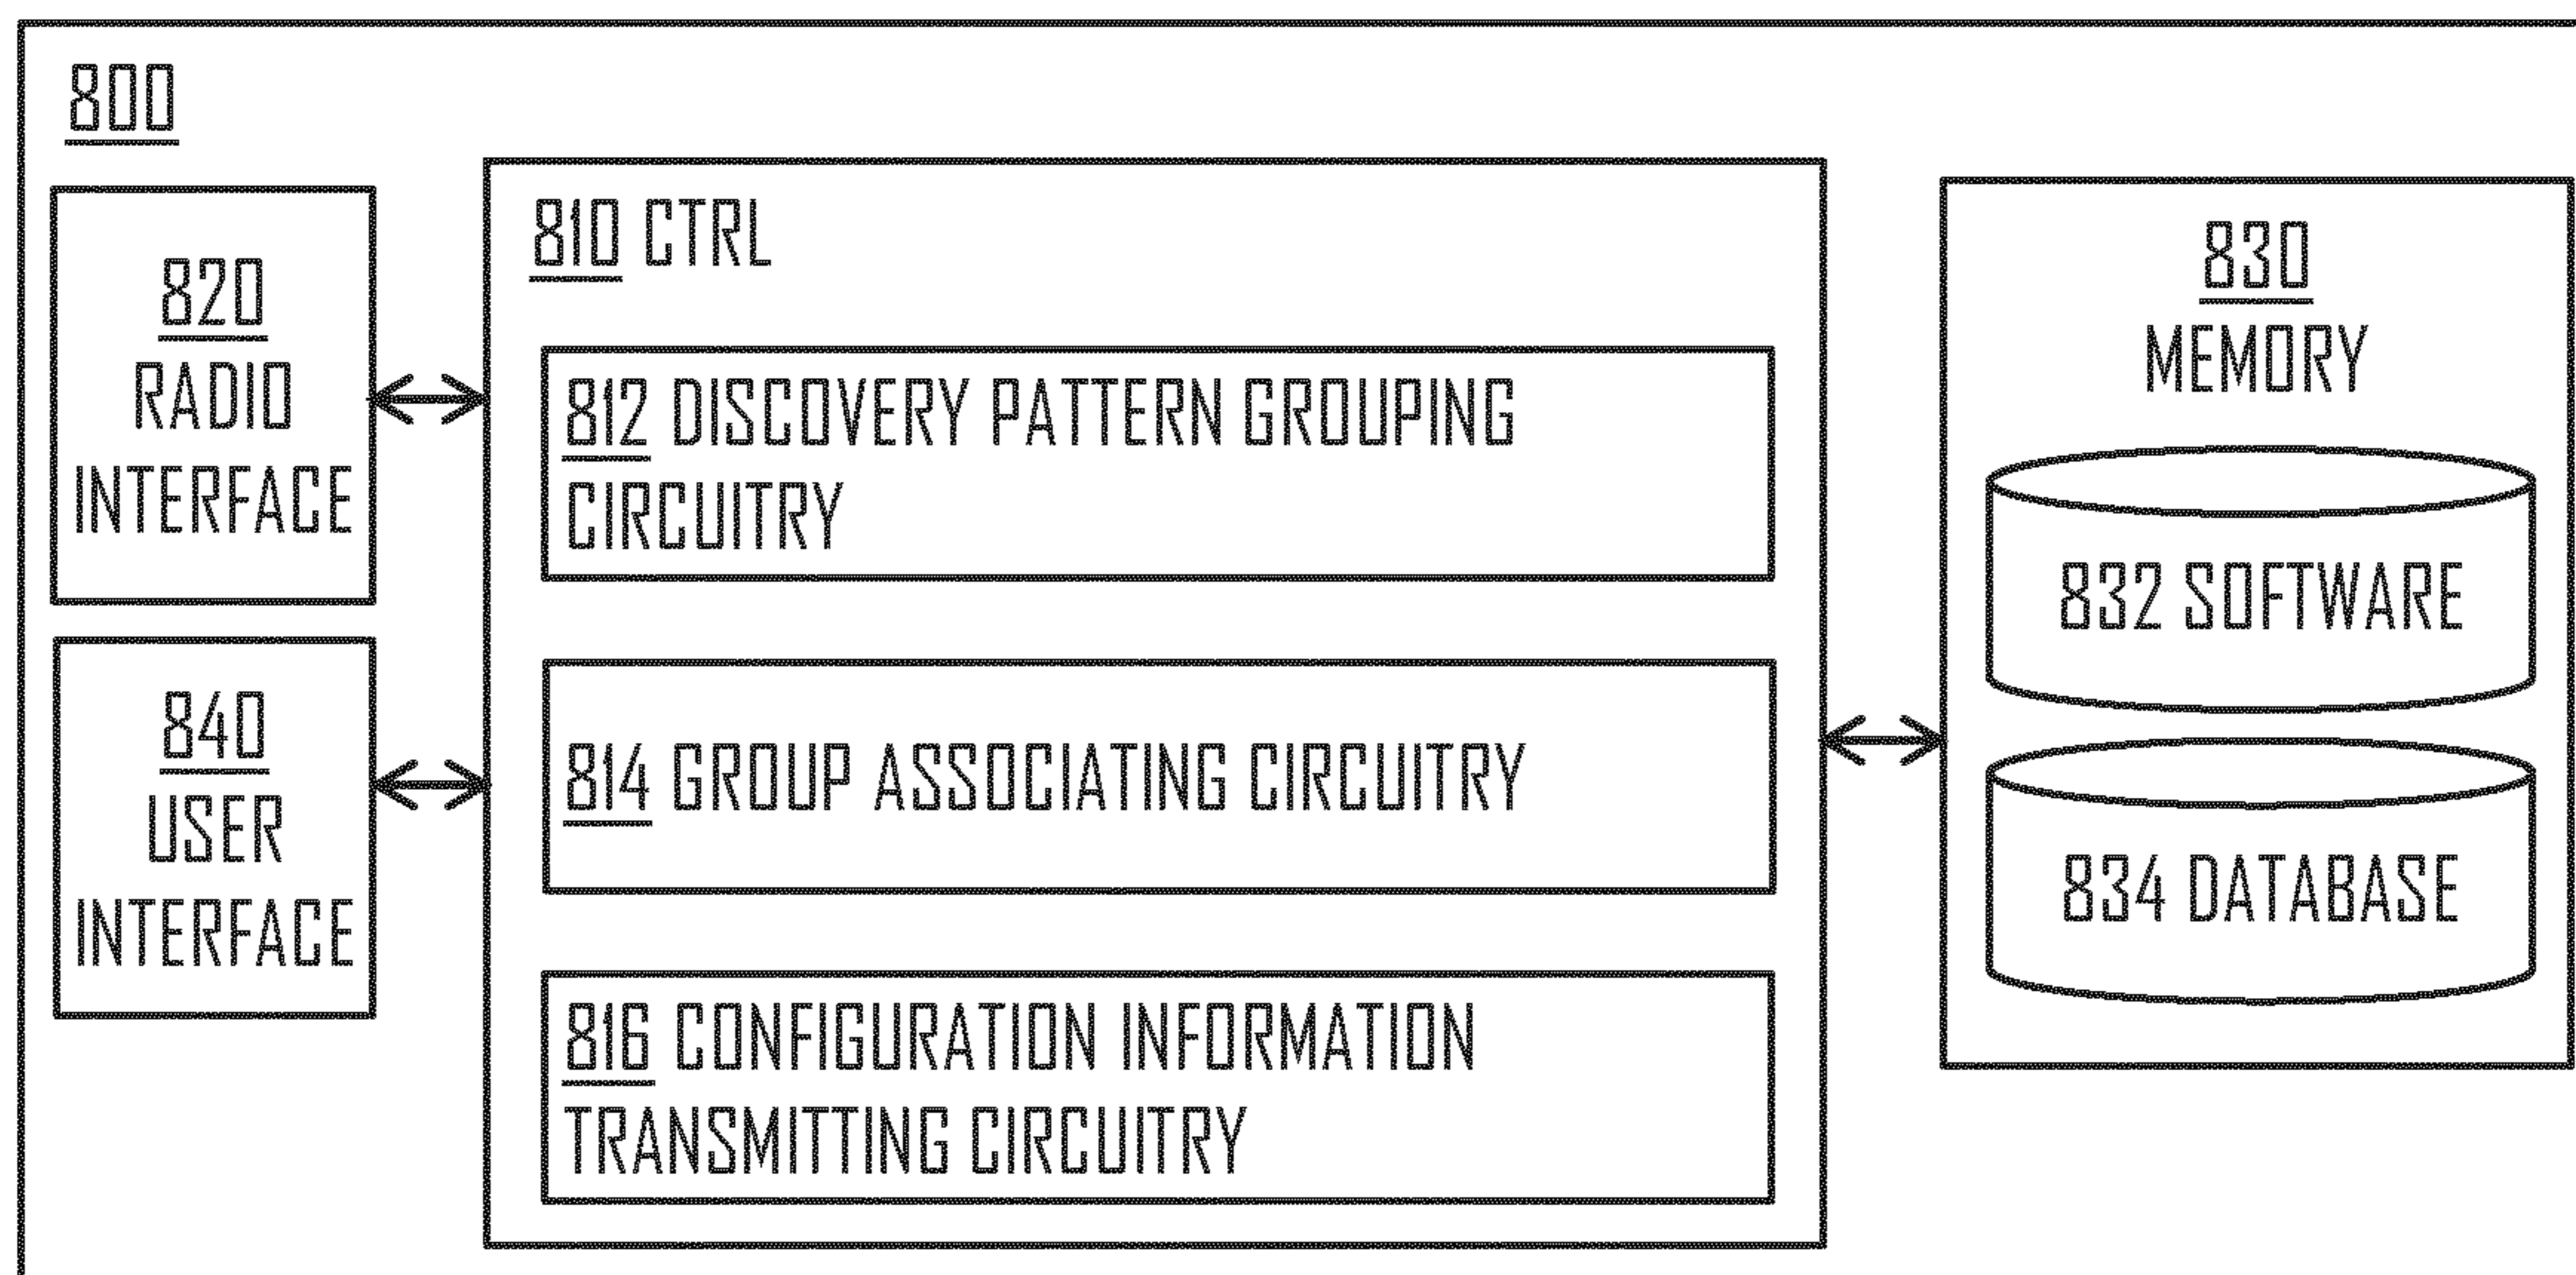 800
820
RADIO
INTERFACE
840
USER
INTERFACE
810 CTRL
812 DISCOVERY PATTERN GROUPING
CIRCUITRY
814 GROUP ASSOCIATING CIRCUITRY
816 CONFIGURATION INFORMATION
TRANSMITTING CIRCUITRY
830
MEMORY
832 SOFTWARE
834 DATABASE